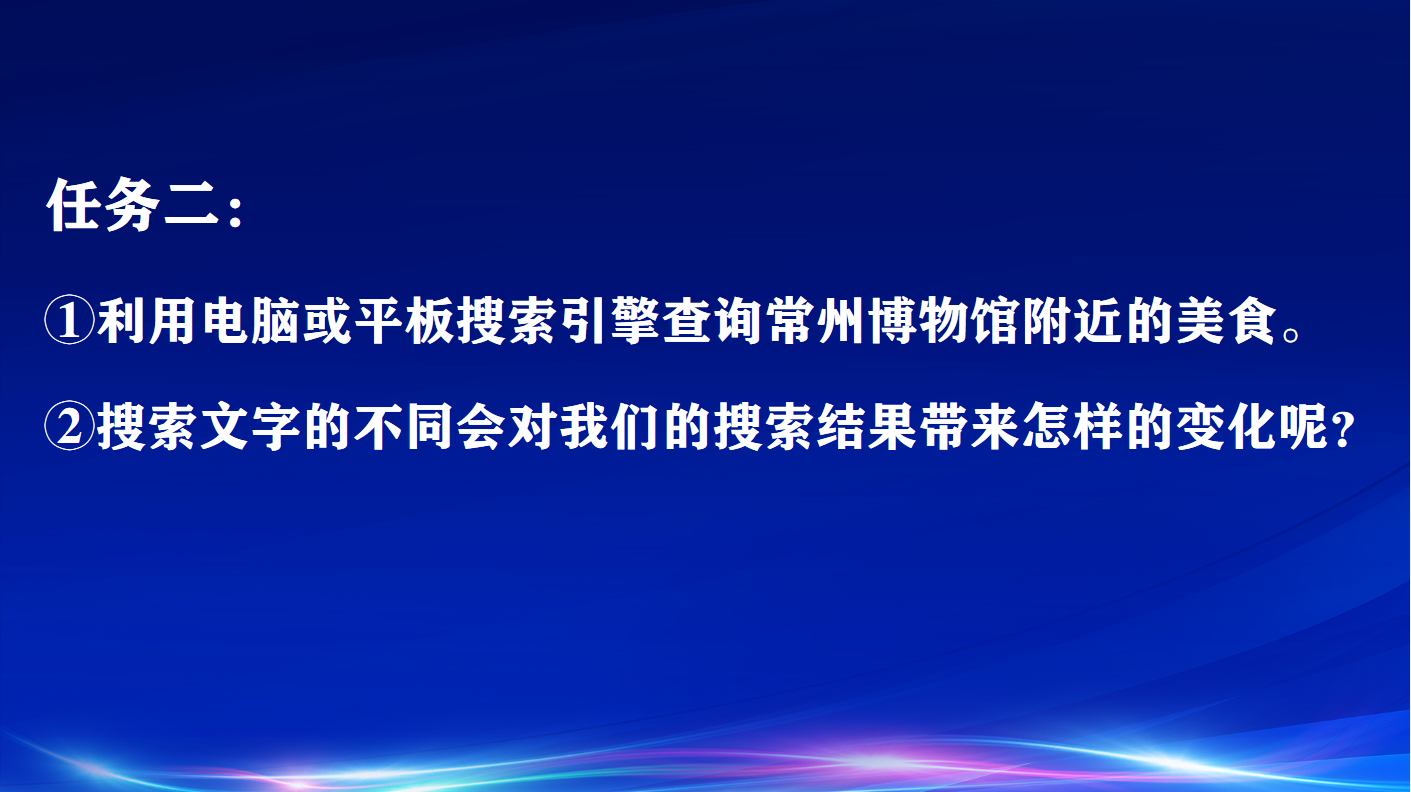 任务二：
①利用电脑或平板搜索引擎查询常州博物馆附近的美食。
②搜索文字的不同会对我们的搜索结果带来怎样的变化呢？